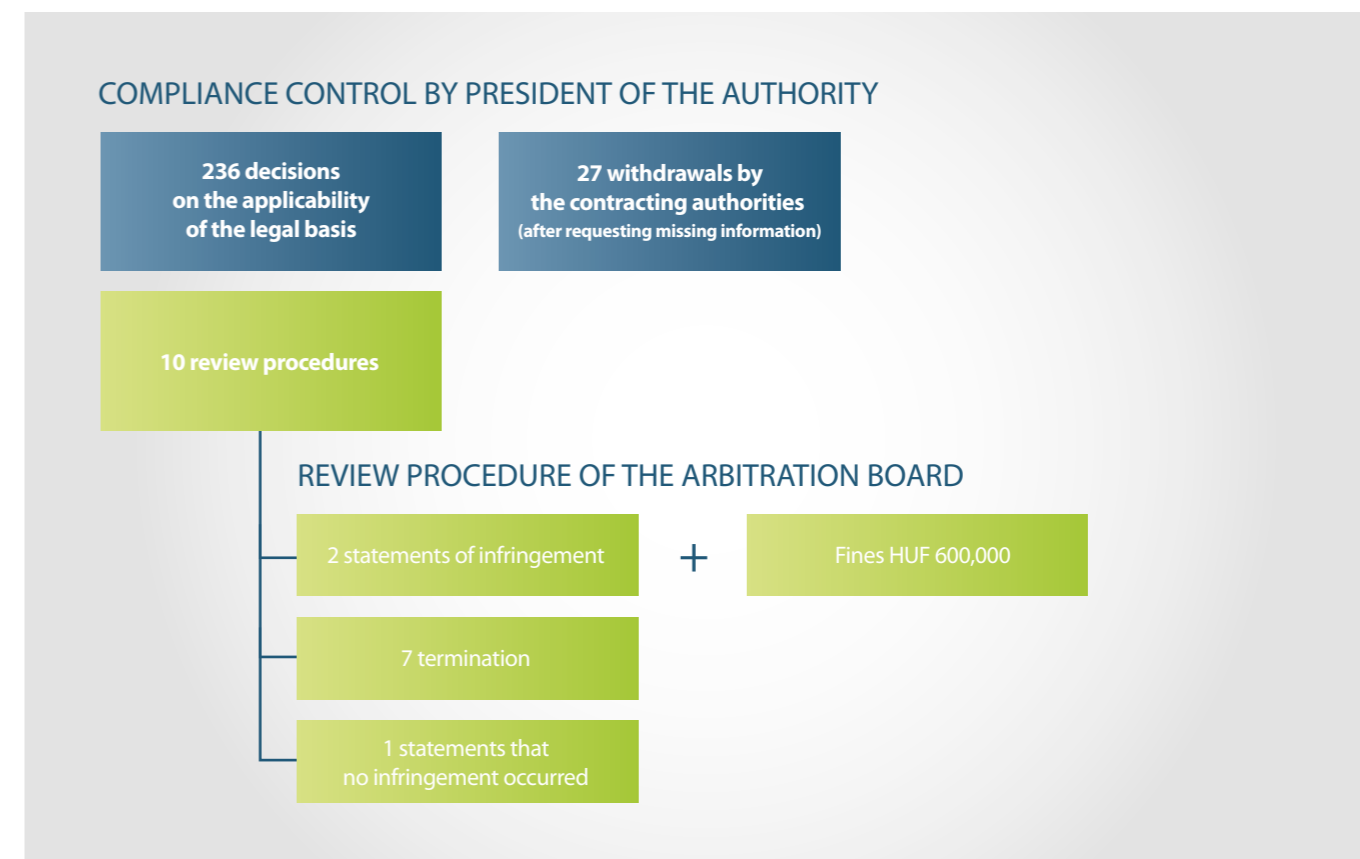 COMPLIANCE CONTROL BY PRESIDENT OF THE AUTHORITY
236 decisions
on the applicability
of the legal basis
27 withdrawals by
the contracting authorities
(after requesting missing information)
10 review procedures
REVIEW PROCEDURE OF THE ARBITRATION BOARD
2 statements of infringement
+
Fines HUF 600,000
7 termination
1 statements that
no infringement occurred